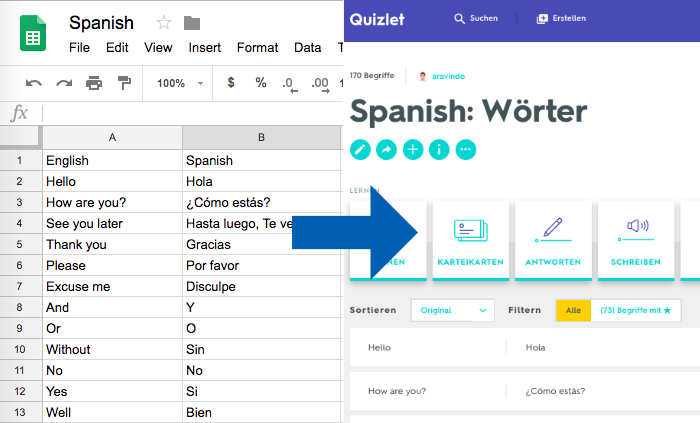 Spanish
File Edit View Insert Format Data
100% $ % .0 .00
fx
A B
1 English Spanish
2 Hello Hola
3 How are you? ¿Cómo estás?
4 See you later Hasta luego, Te ve
5 Thank you Gracias
6 Please Por favor
7 Excuse me Disculpe
8 And Y
9 Or O
10 Without Sin
11 No No
12 Yes Si
13 Well Bien
Quizlet Suchen Erstellen
170 Begriffe aravindo
Spanish: Wörter
LERNEN
NEN KARTEIKARTEN ANTWORTEN SCHREIBEN
Sortieren Original Filtern Alle (73) Begriffe mit ★
Hello Hola
How are you? ¿Cómo estás?